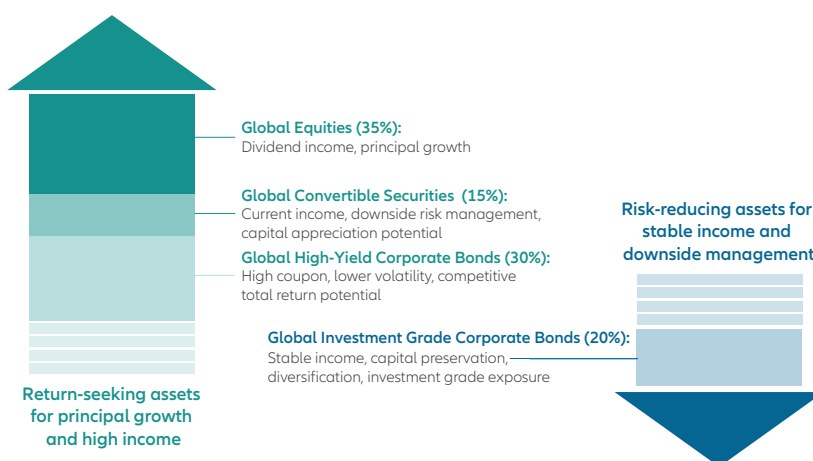 Global Equities (35%):
Dividend income, principal growth
Global Convertible Securities (15%):
Current income, downside risk management,
capital appreciation potential
Global High-Yield Corporate Bonds (30%):
High coupon, lower volatility, competitive
total return potential
Return-seeking assets
for principal growth
and high income
Risk-reducing assets for
stable income and
downside management
Global Investment Grade Corporate Bonds (20%):
Stable income, capital preservation,
diversification, investment grade exposure